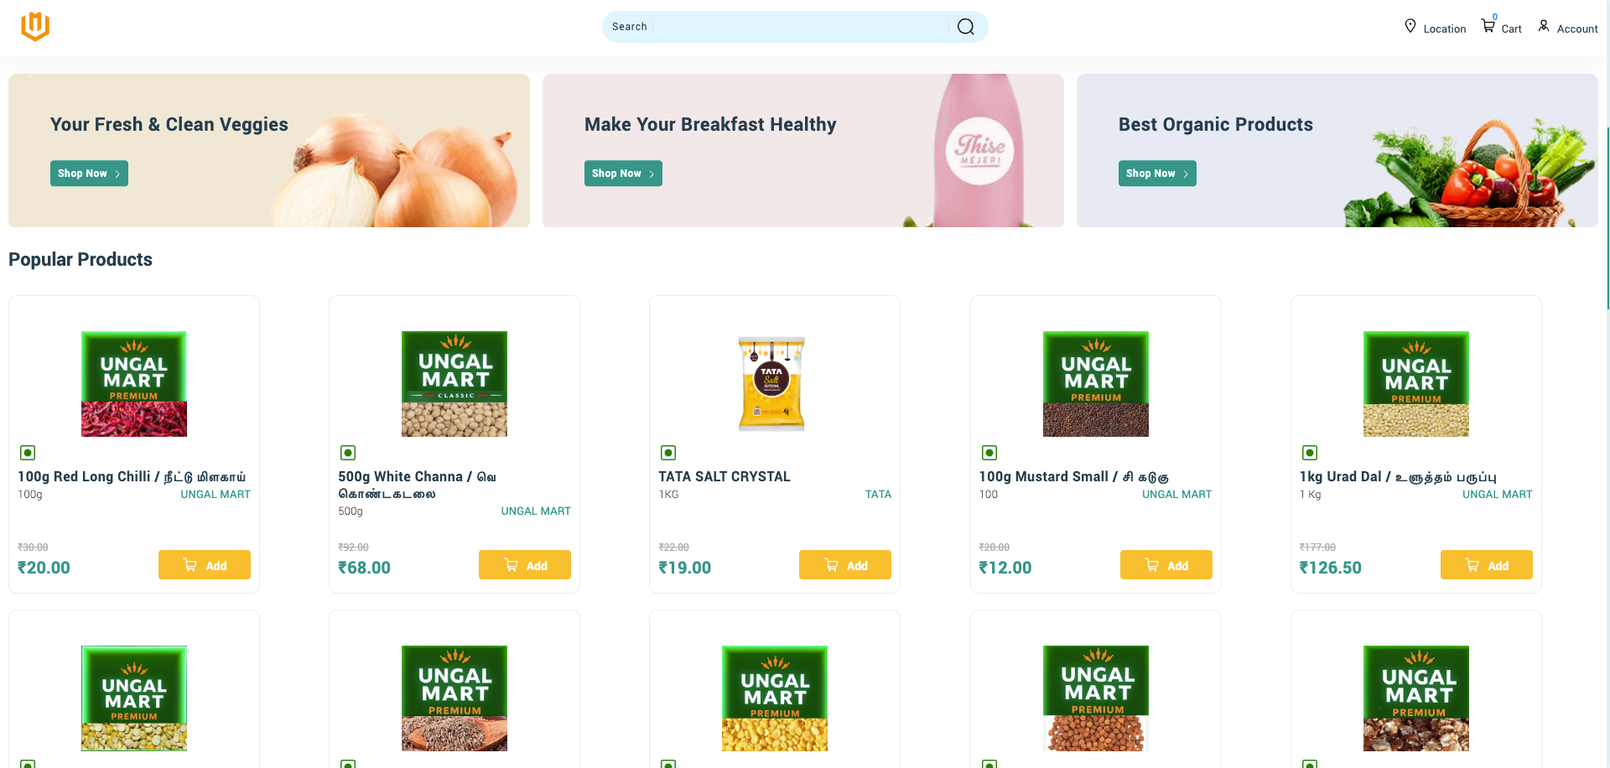 Search
Location
0
Cart
Account
Your Fresh & Clean Veggies
Shop Now
Make Your Breakfast Healthy
Shop Now
Thise
MEJERI
Best Organic Products
Shop Now
Popular Products
UNGAL
MART
PREMIUM
100g Red Long Chilli / நீட்டு மிளகாய்
100g
UNGAL MART
₹30.00
₹20.00
Add
UNGAL
MART
CLASSIC
500g White Channa / வெ
கொண்டகடலை
500g
UNGAL MART
₹92.00
₹68.00
Add
TATA
Salt
TATA SALT CRYSTAL
1KG
TATA
₹22.00
₹19.00
Add
UNGAL
MART
PREMIUM
100g Mustard Small / சி கடுகு
100
UNGAL MART
₹20.00
₹12.00
Add
UNGAL
MART
PREMIUM
1kg Urad Dal / உளுத்தம் பருப்பு
1 Kg
UNGAL MART
₹177.00
₹126.50
Add
UNGAL
MART
PREMIUM
UNGAL
MART
PREMIUM
UNGAL
MART
PREMIUM
UNGAL
MART
PREMIUM
UNGAL
MART
PREMIUM